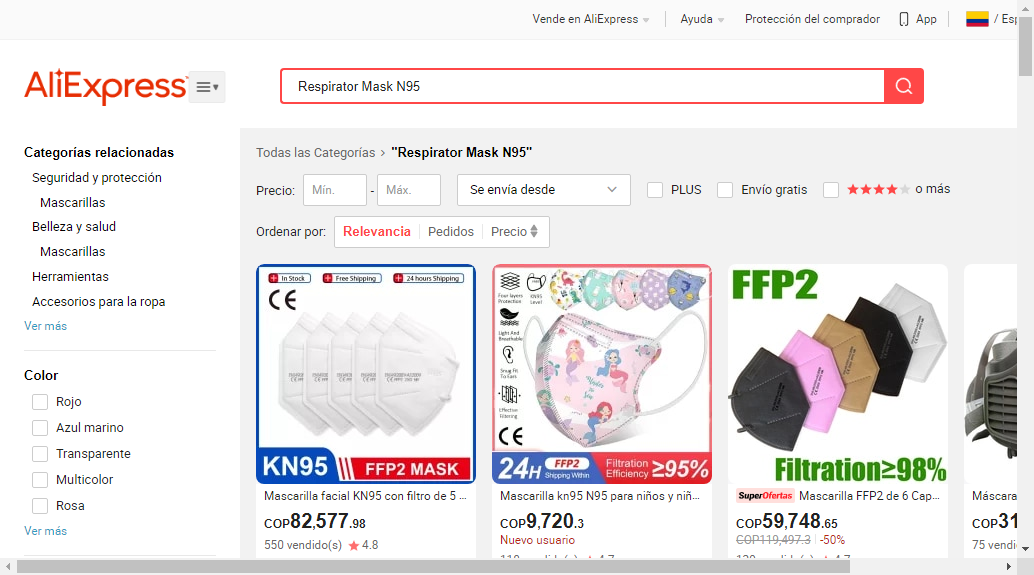 Vende en AliExpress
Ayuda
Protección del comprador
App
/ Esp
AliExpress
Respirator Mask N95
Categorías relacionadas
Seguridad y protección
Mascarillas
Belleza y salud
Mascarillas
Herramientas
Accesorios para la ropa
Ver más
Color
Rojo
Azul marino
Transparente
Multicolor
Rosa
Ver más
Todas las Categorías > "Respirator Mask N95"
Precio: Mín. - Máx.
Se envía desde
PLUS
Envío gratis
o más
Ordenar por: Relevancia Pedidos Precio
In Stock
Free Shipping
24 hours Shipping
CE
KN95
FFP2 MASK
Mascarilla facial KN95 con filtro de 5 ...
COP82,577.98
550 vendido(s) 4.8
Four layers
Protection
KN95
Level
Light And
Breathable
Snug Fit
To Ears
Effective
Filtering
CE
24H
FFP2
Shipping Within
Filtration
Efficiency ≥95%
Mascarilla kn95 N95 para niños y niñ...
COP9,720.3
Nuevo usuario
FFP2
Filtration≥98%
SuperOfertas Mascarilla FFP2 de 6 Cap...
COP59,748.65
COP119,497.3 -50%
Máscara
COP31
75 vendi